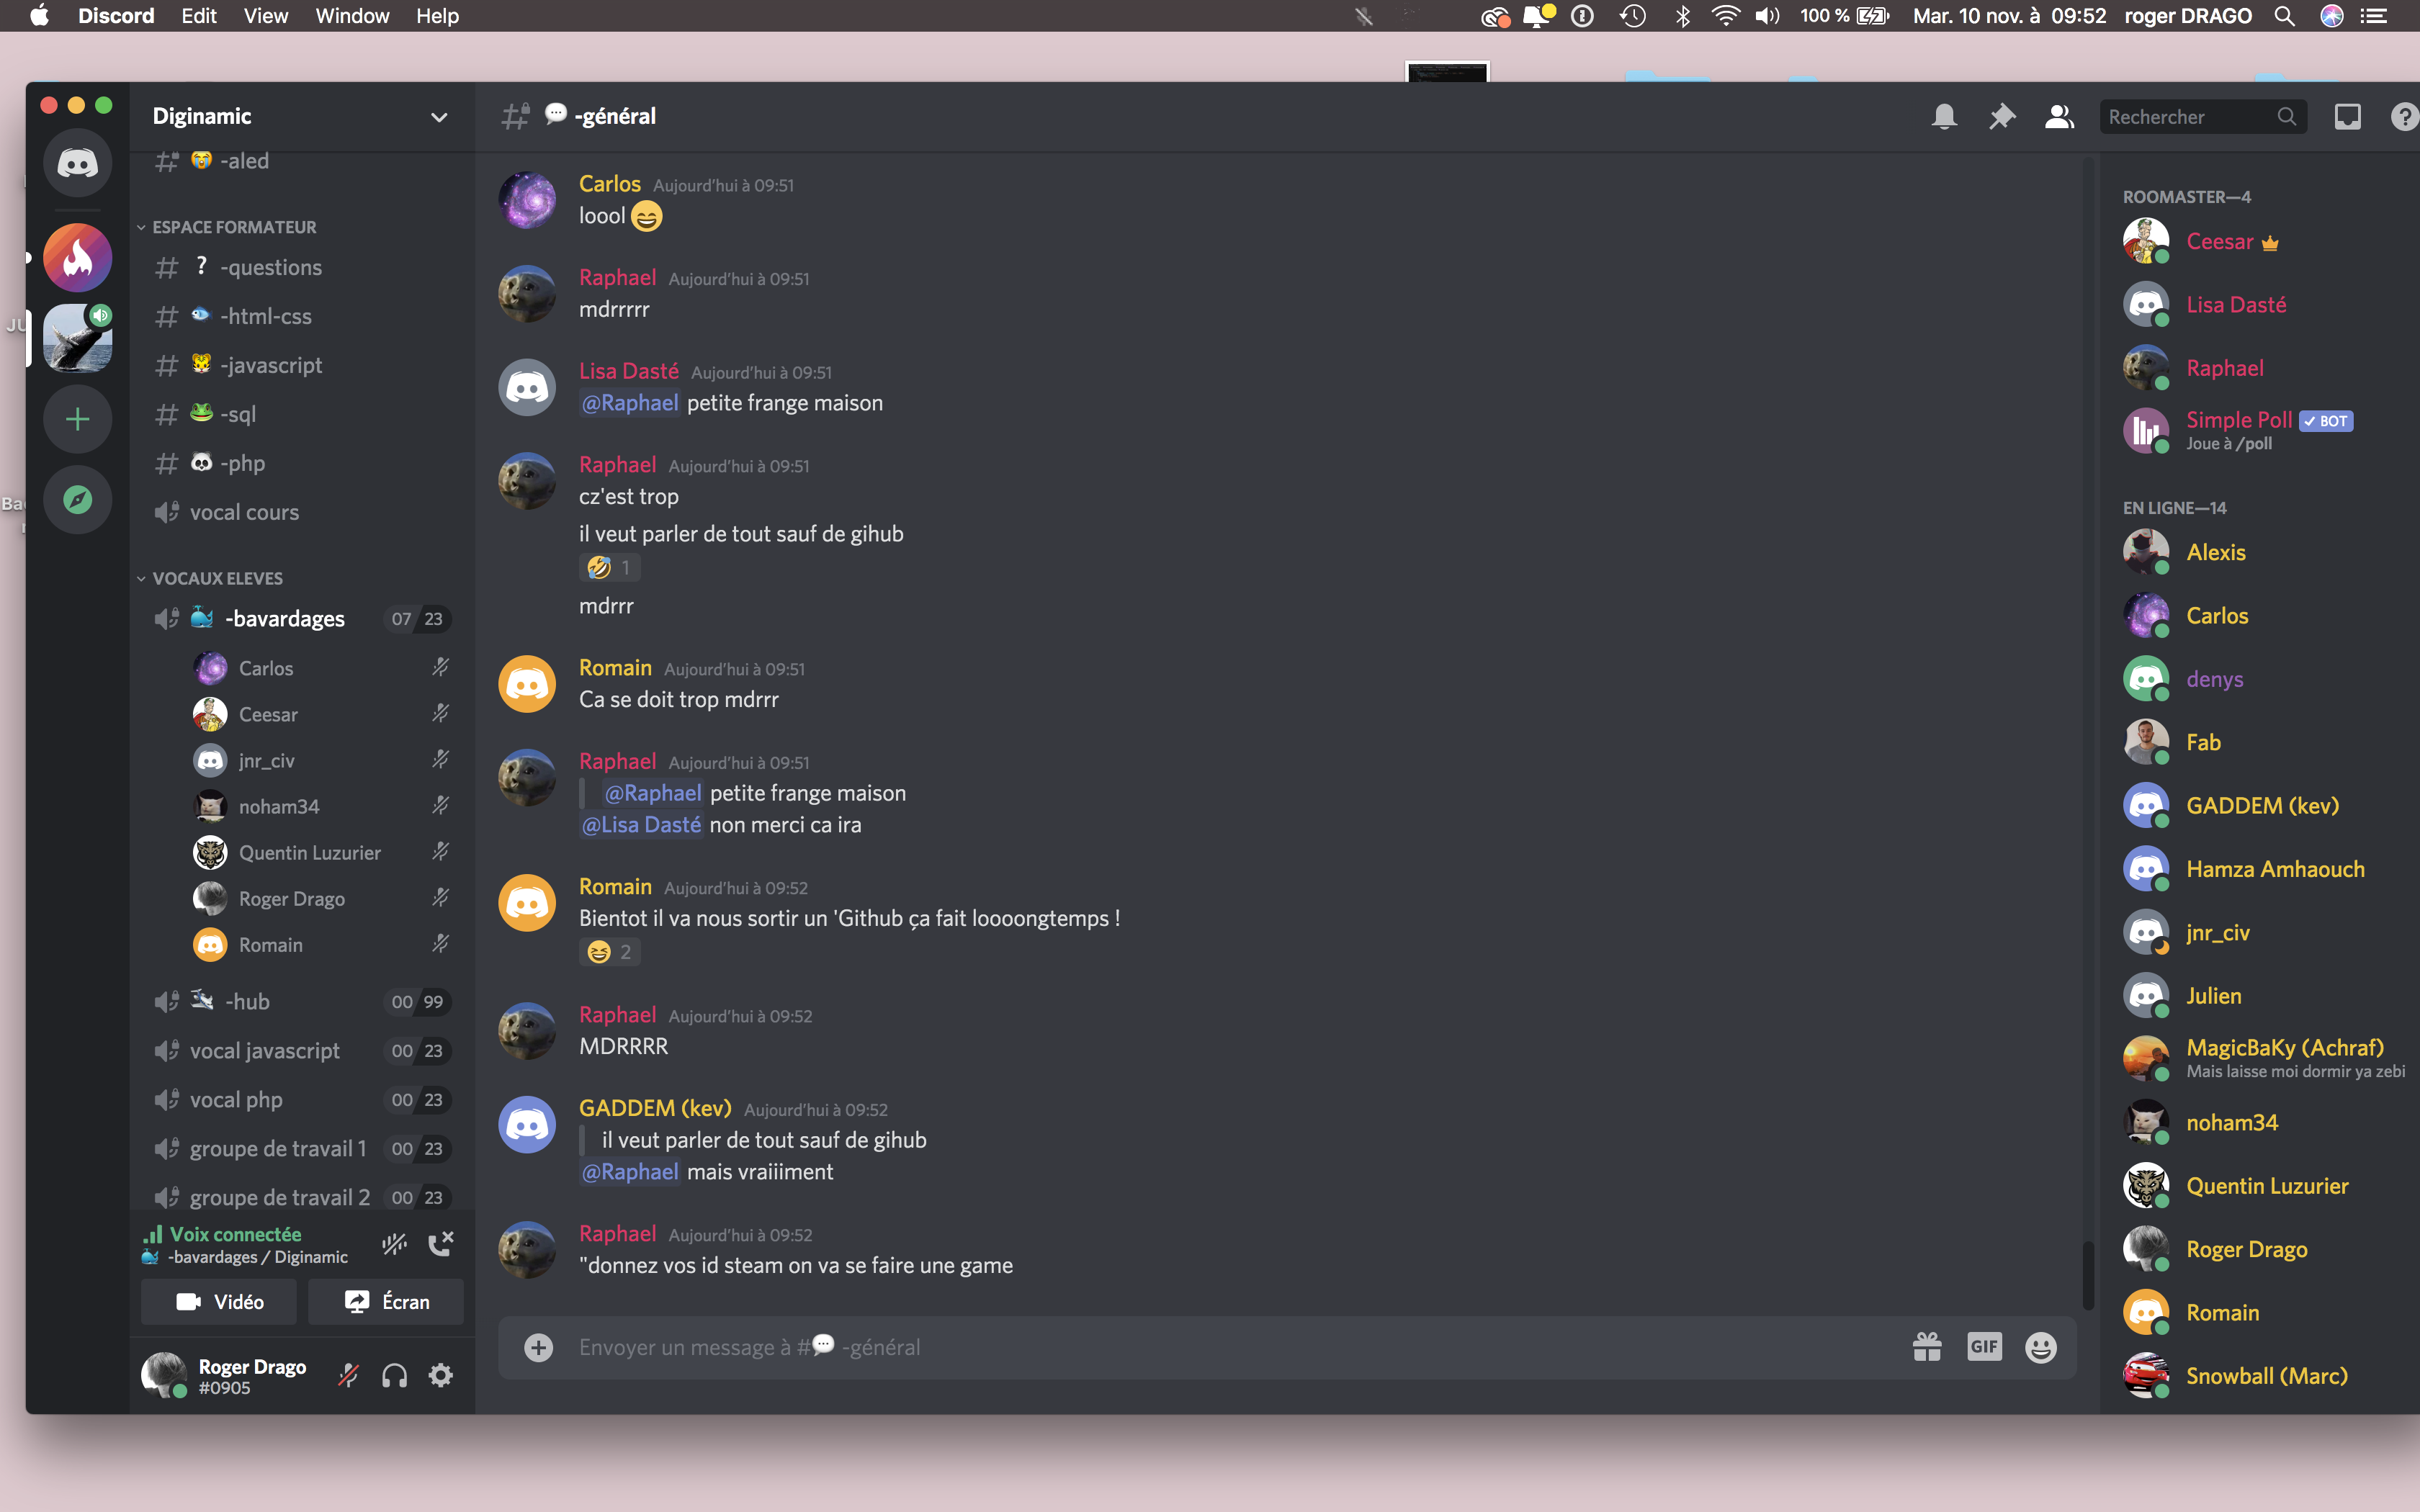 Discord Edit View Window Help
100 % Mar. 10 nov. à 09:52 roger DRAGO
Diginamic
-aled
ESPACE FORMATEUR
# ? -questions
# -html-css
# -javascript
# -sql
# -php
vocal cours
VOCAUX ELEVES
-bavardages 07 23
Carlos
Ceesar
jnr_civ
noham34
Quentin Luzurier
Roger Drago
Romain
-hub 00 99
vocal javascript 00 23
vocal php 00 23
groupe de travail 1 00 23
groupe de travail 2 00 23
Voix connectée
-bavardages / Diginamic
Vidéo Écran
Roger Drago
#0905
# 💬 -général
Rechercher
Carlos Aujourd’hui à 09:51
loool 😄
Raphael Aujourd’hui à 09:51
mdrrrrr
Lisa Dasté Aujourd’hui à 09:51
@Raphael petite frange maison
Raphael Aujourd’hui à 09:51
cz'est trop
il veut parler de tout sauf de gihub
🤣 1
mdrrr
Romain Aujourd’hui à 09:51
Ca se doit trop mdrrr
Raphael Aujourd’hui à 09:51
@Raphael petite frange maison
@Lisa Dasté non merci ca ira
Romain Aujourd’hui à 09:52
Bientot il va nous sortir un 'Github ça fait loooongtemps !
😆 2
Raphael Aujourd’hui à 09:52
MDRRRR
GADDEM (kev) Aujourd’hui à 09:52
il veut parler de tout sauf de gihub
@Raphael mais vraiiiment
Raphael Aujourd’hui à 09:52
"donnez vos id steam on va se faire une game
Envoyer un message à #💬 -général
GIF
ROOMASTER—4
Ceesar
Lisa Dasté
Raphael
Simple Poll BOT
Joue à /poll
EN LIGNE—14
Alexis
Carlos
denys
Fab
GADDEM (kev)
Hamza Amhaouch
jnr_civ
Julien
MagicBaKy (Achraf)
Mais laisse moi dormir ya zebi
noham34
Quentin Luzurier
Roger Drago
Romain
Snowball (Marc)